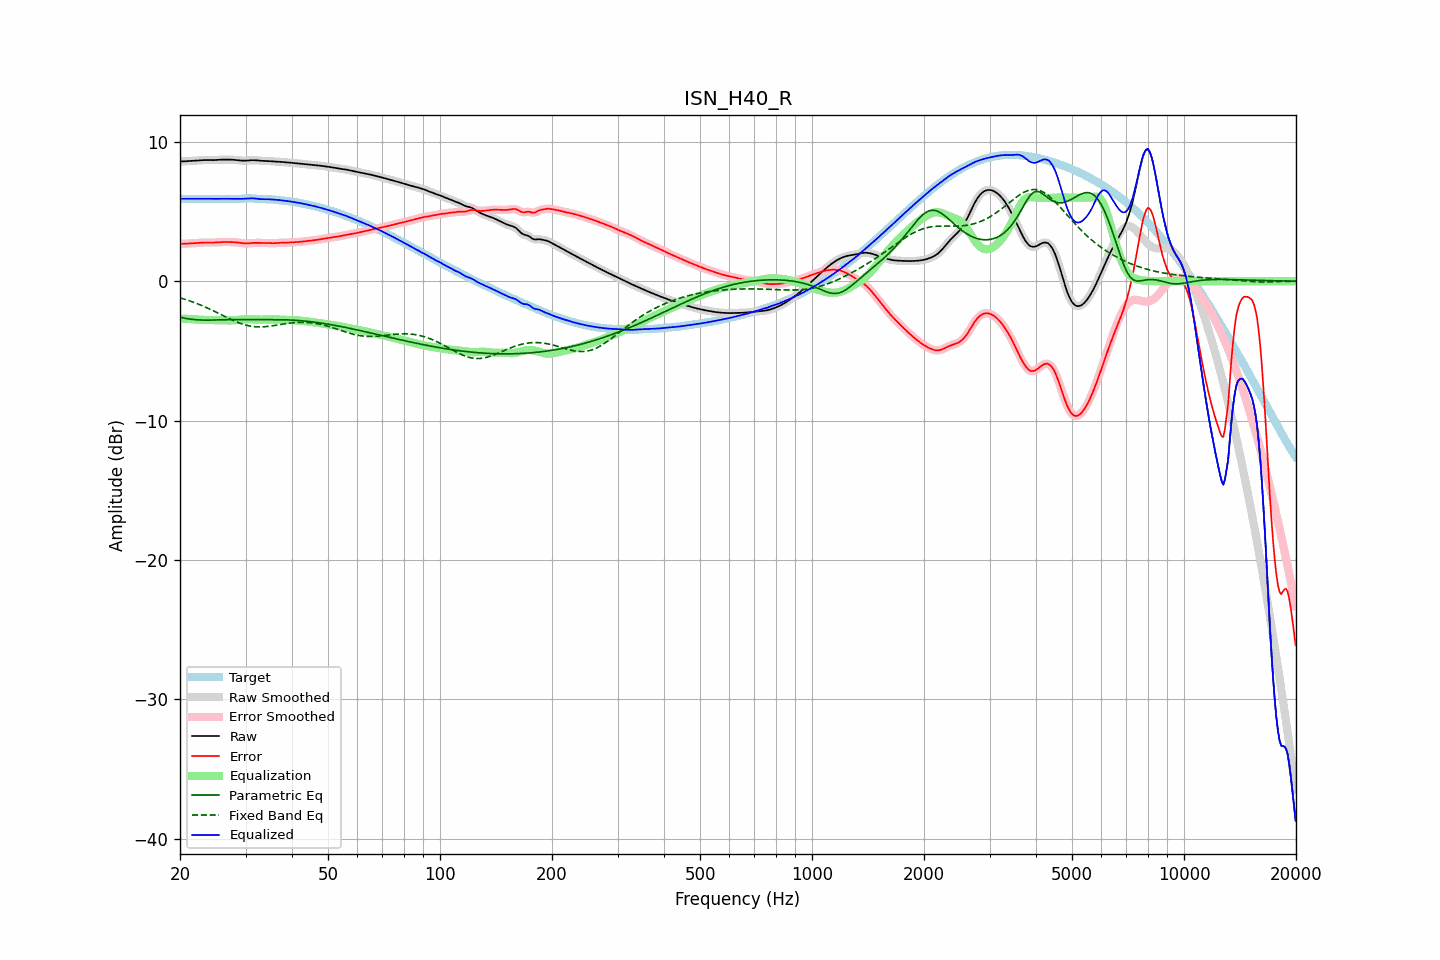 ISN_H40_R
Amplitude (dBr)
10
0
−10
−20
−30
−40
Target
Raw Smoothed
Error Smoothed
Raw
Error
Equalization
Parametric Eq
Fixed Band Eq
Equalized
20 50 100 200 500 1000 2000 5000 10000 20000
Frequency (Hz)